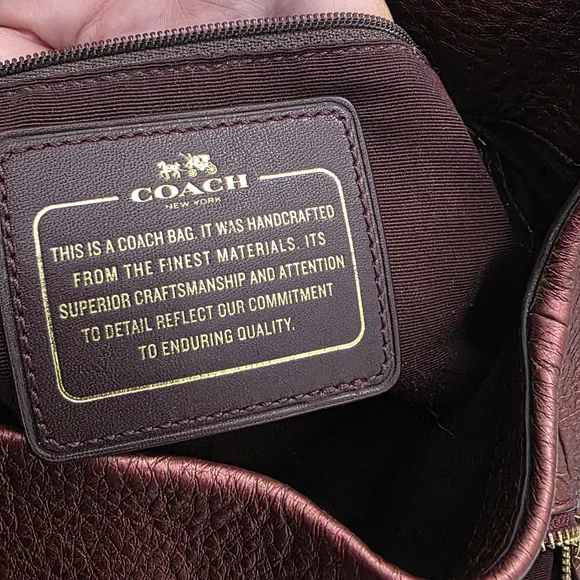 COACH
NEW YORK
THIS IS A COACH BAG. IT WAS HANDCRAFTED
FROM THE FINEST MATERIALS. ITS
SUPERIOR CRAFTSMANSHIP AND ATTENTION
TO DETAIL REFLECT OUR COMMITMENT
TO ENDURING QUALITY.